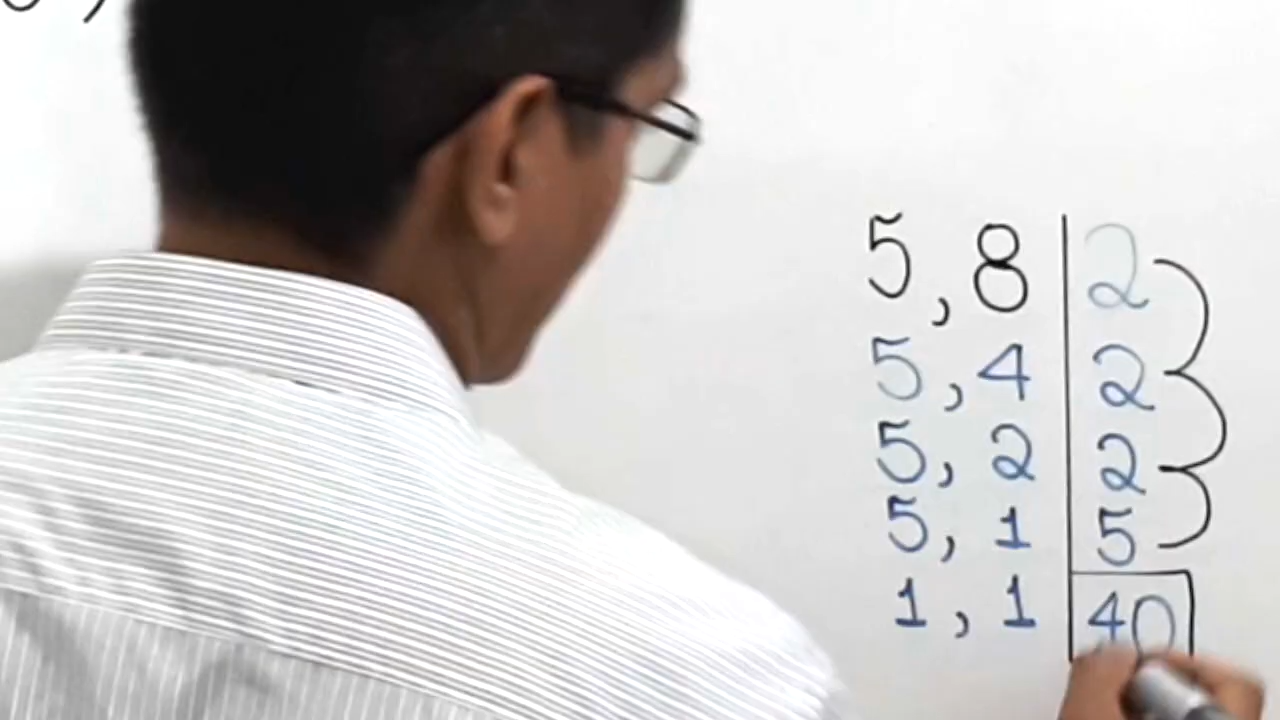 5, 8 | 2
5, 4 | 2
5, 2 | 2
5, 1 | 5
1, 1 | 40